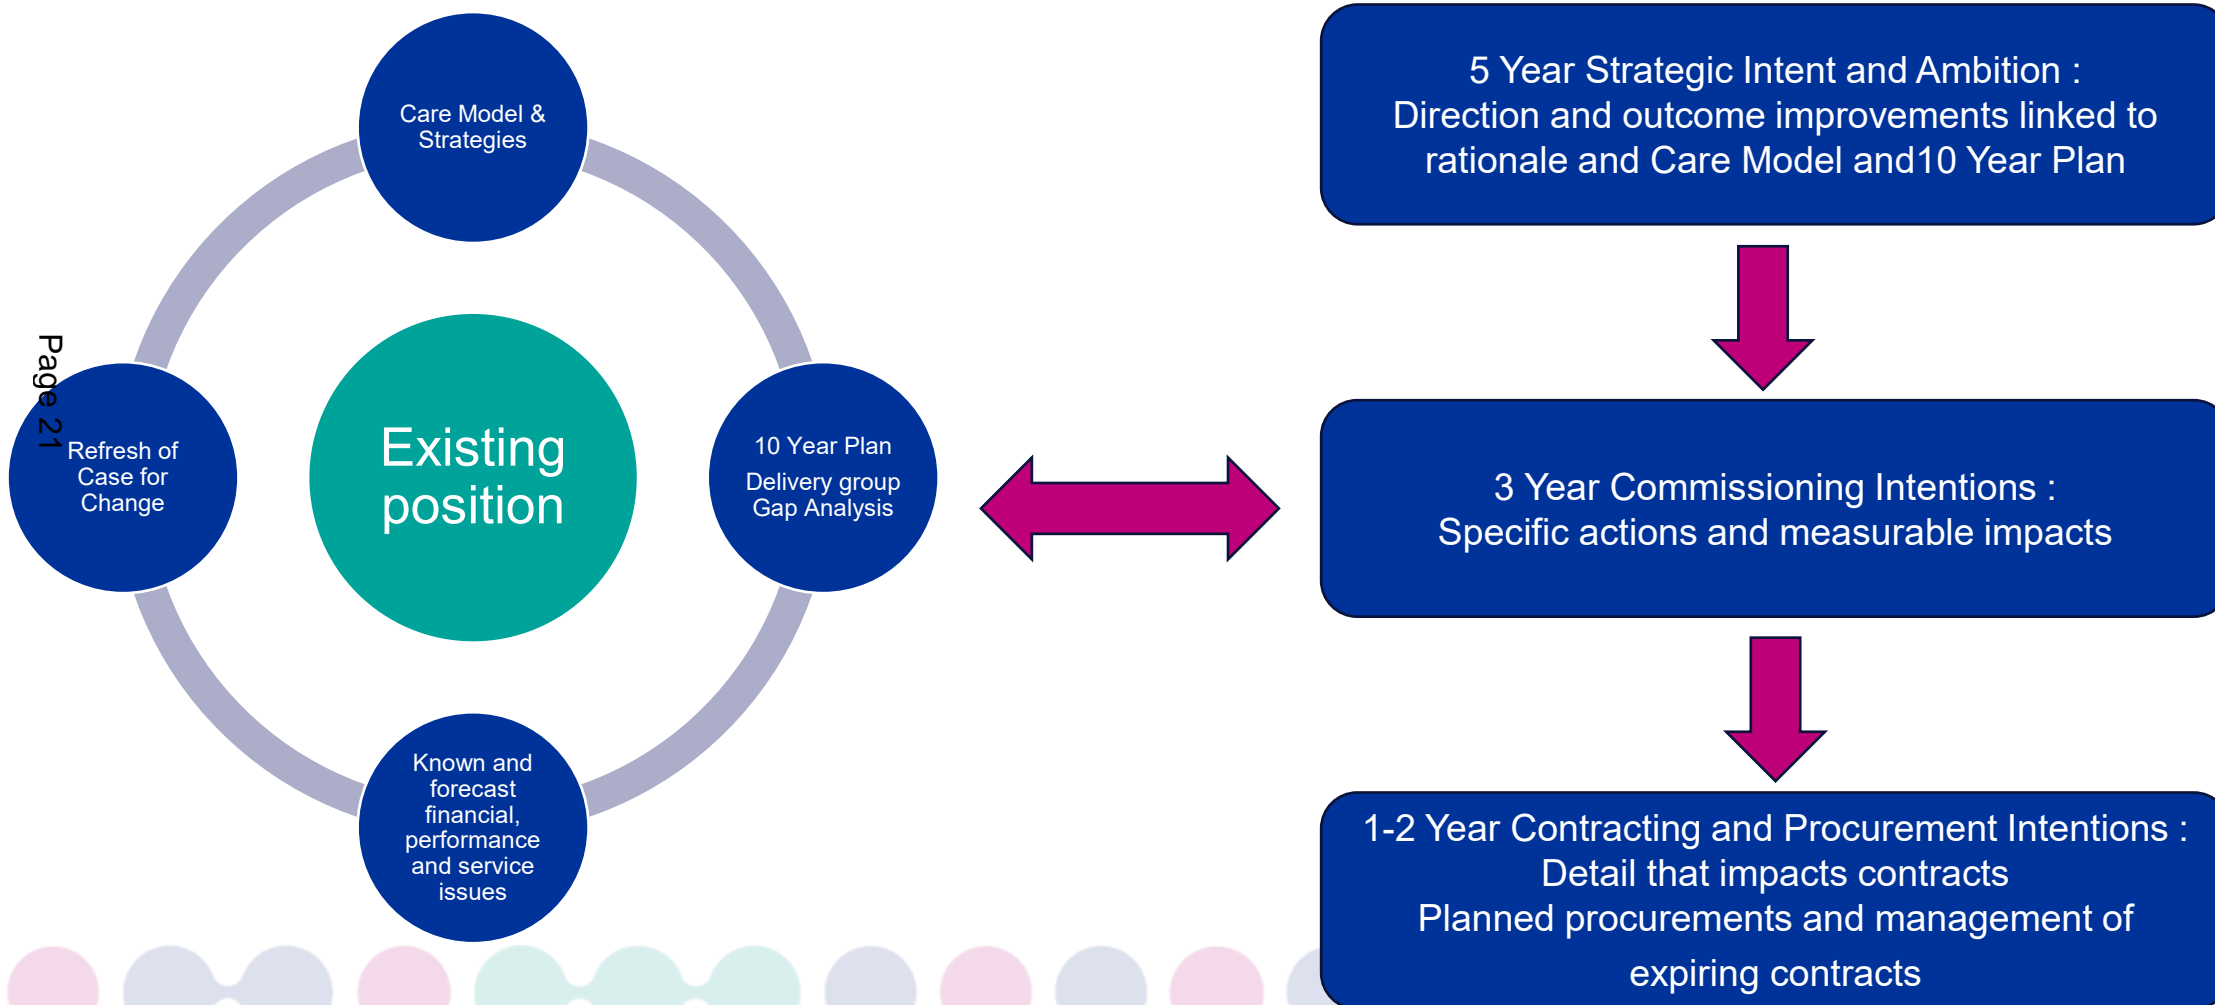 Care Model &
Strategies
Page 21
Refresh of
Case for
Change
Existing
position
10 Year Plan
Delivery group
Gap Analysis
Known and
forecast
financial,
performance
and service
issues
5 Year Strategic Intent and Ambition :
Direction and outcome improvements linked to
rationale and Care Model and10 Year Plan
3 Year Commissioning Intentions :
Specific actions and measurable impacts
1-2 Year Contracting and Procurement Intentions :
Detail that impacts contracts
Planned procurements and management of
expiring contracts